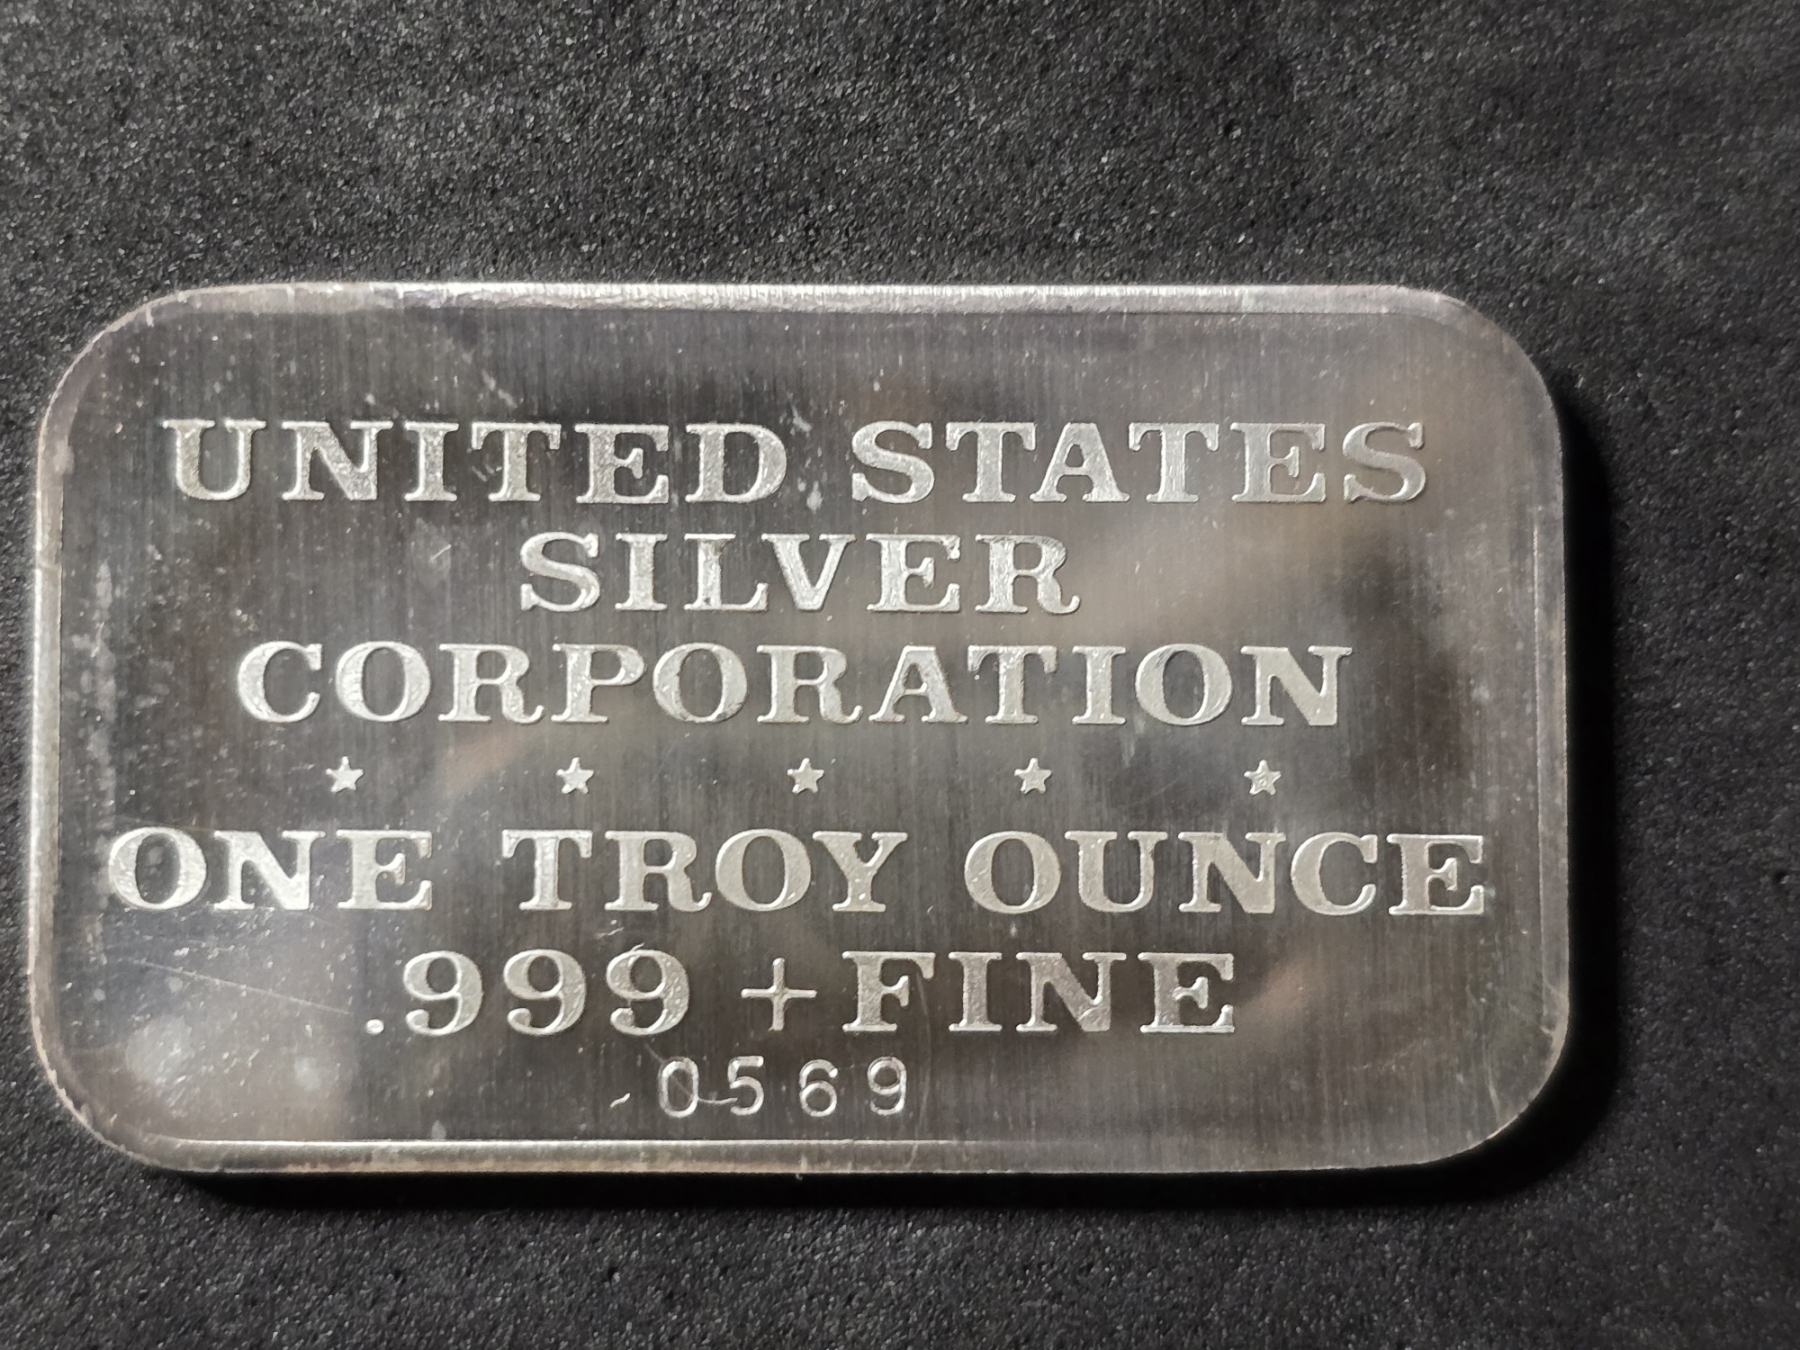 UNITED STATES
SILVER
CORPORATION
★ ★ ★ ★ ★
ONE TROY OUNCE
.999+FINE
0569